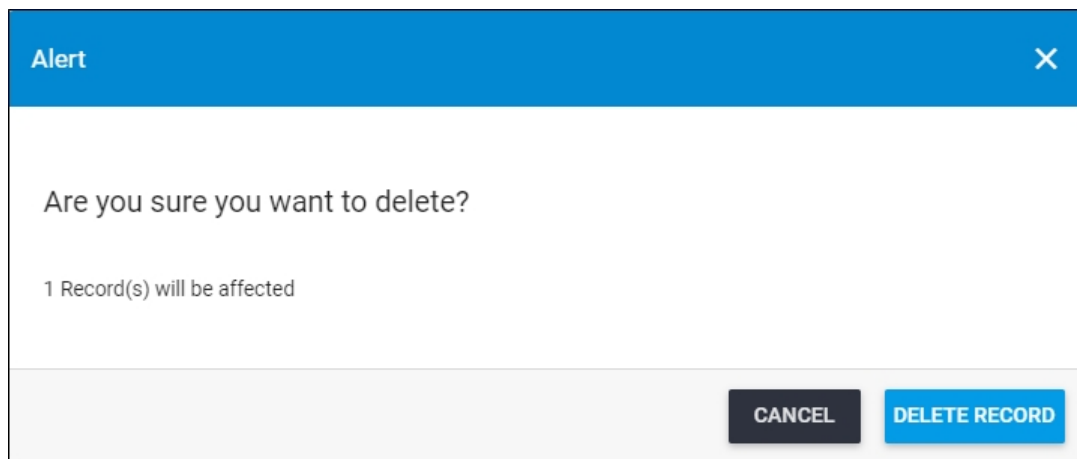 Alert
Are you sure you want to delete?
1 Record(s) will be affected
CANCEL DELETE RECORD